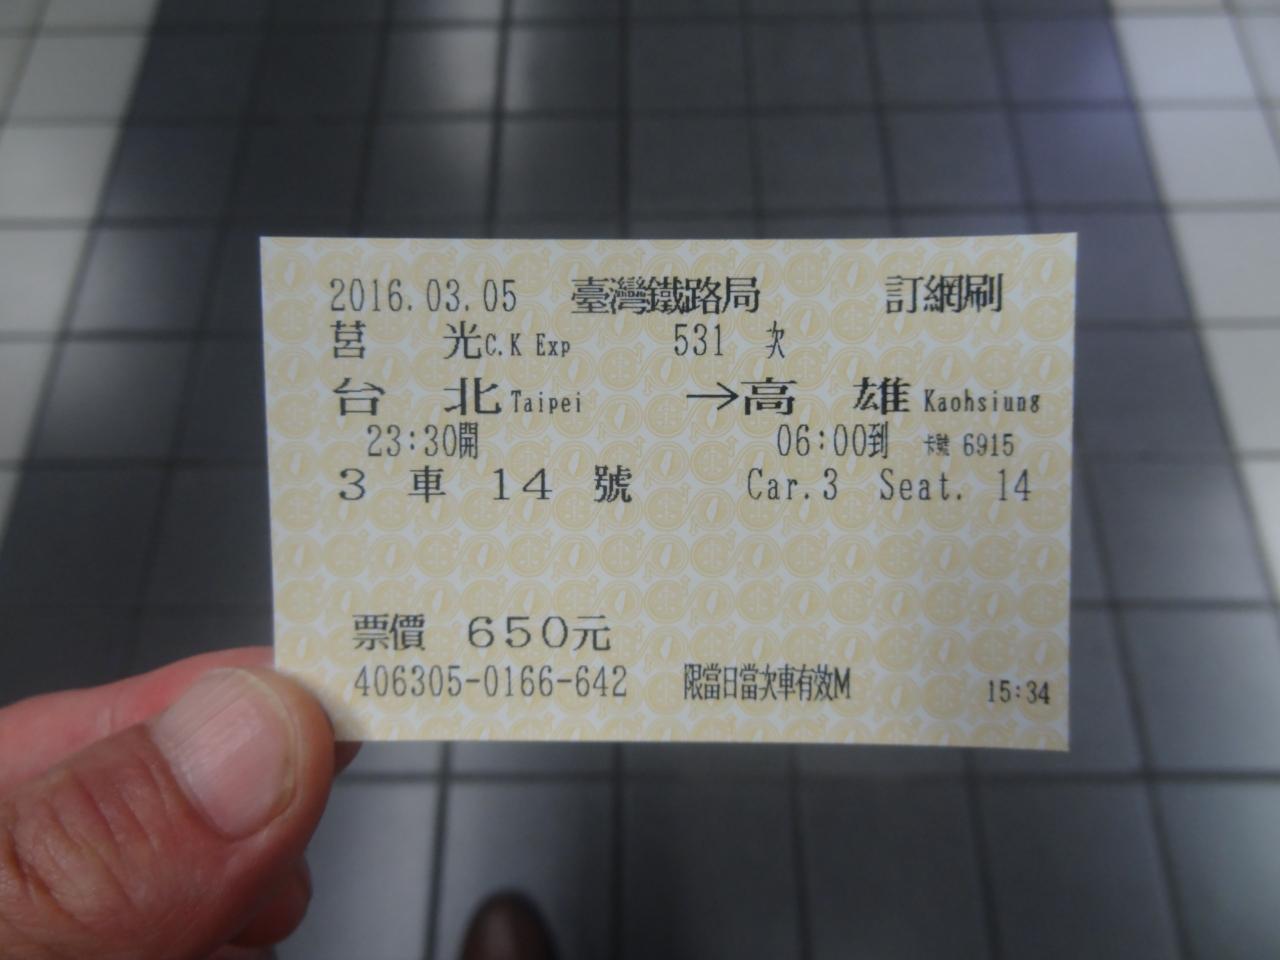 2016.03.05 臺灣鐵路局 訂網刷
莒光C.K Exp 531 次
台北Taipei →高雄Kaohsiung
23:30開 06:00到 卡號 6915
3 車 14 號 Car.3 Seat. 14
票價 650元
406305-0166-642 限當日當次車有效M 15:34